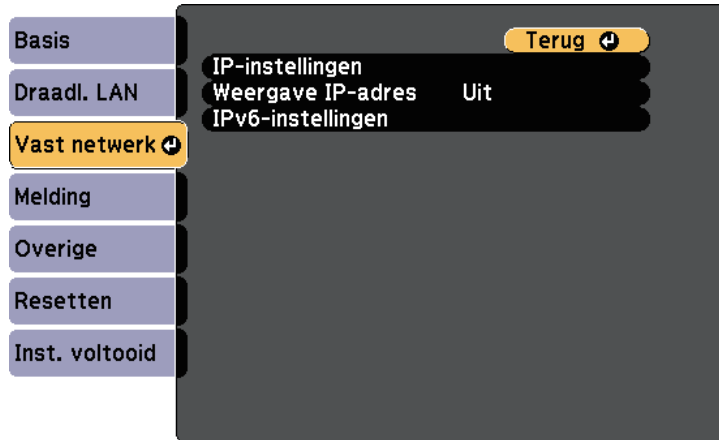 Basis
Draadl. LAN
Vast netwerk
Melding
Overige
Resetten
Inst. voltooid
Terug
IP-instellingen
Weergave IP-adres Uit
IPv6-instellingen